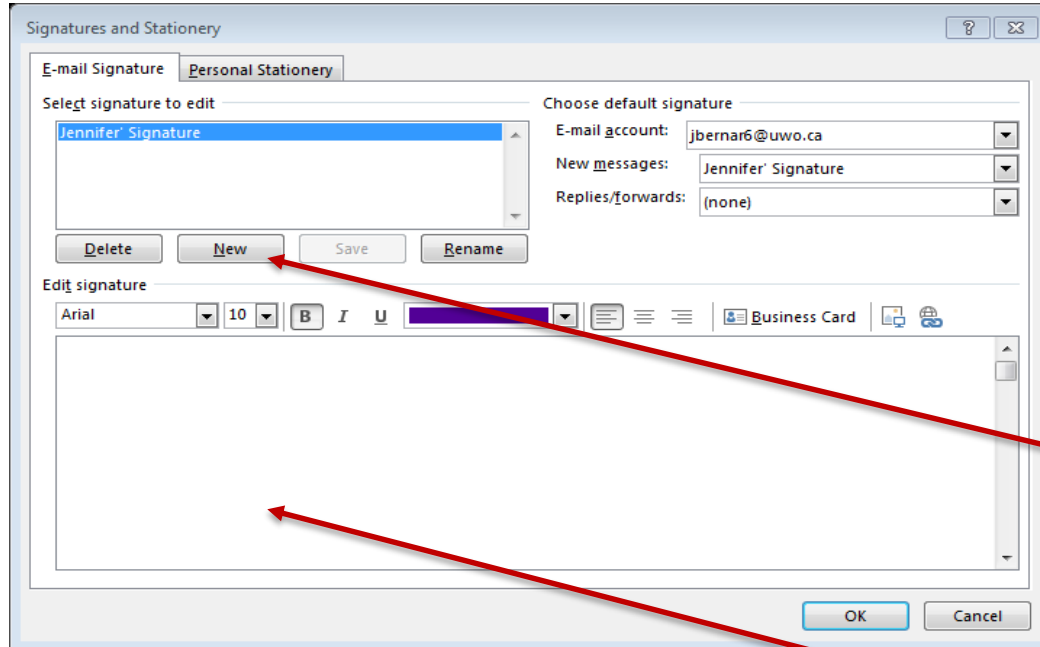 Signatures and Stationery
E-mail Signature Personal Stationery
Select signature to edit
Choose default signature
Jennifer' Signature
E-mail account: jbernar6@uwo.ca
New messages: Jennifer' Signature
Replies/forwards: (none)
Delete New Save Rename
Edit signature
Arial 10 B I U Business Card
OK Cancel